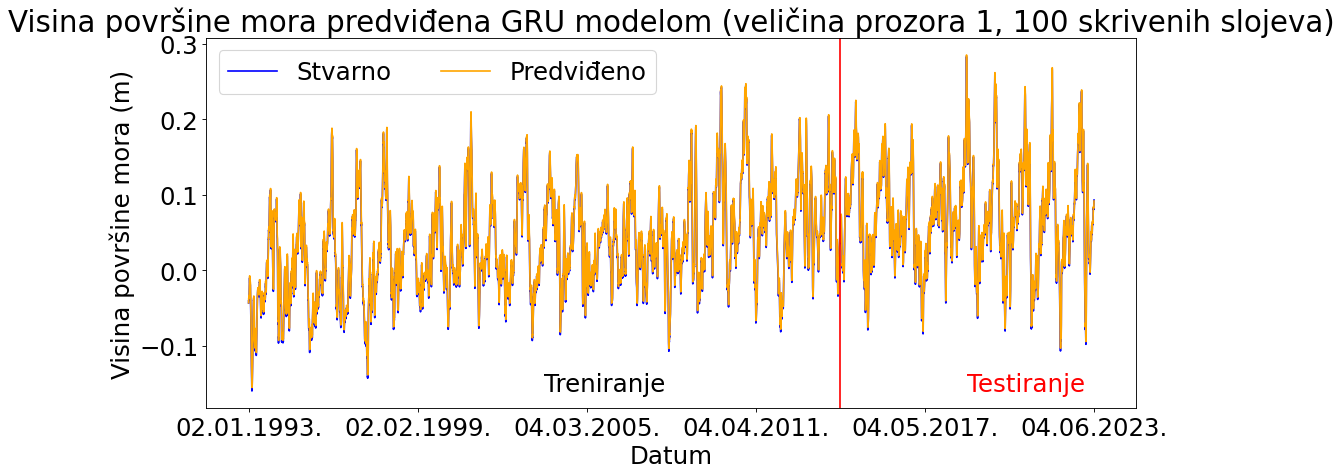 Visina površine mora predviđena GRU modelom (veličina prozora 1, 100 skrivenih slojeva)
Stvarno
Predviđeno
Visina površine mora (m)
0.3
0.2
0.1
0.0
−0.1
Treniranje
Testiranje
02.01.1993.
02.02.1999.
04.03.2005.
04.04.2011.
04.05.2017.
04.06.2023.
Datum